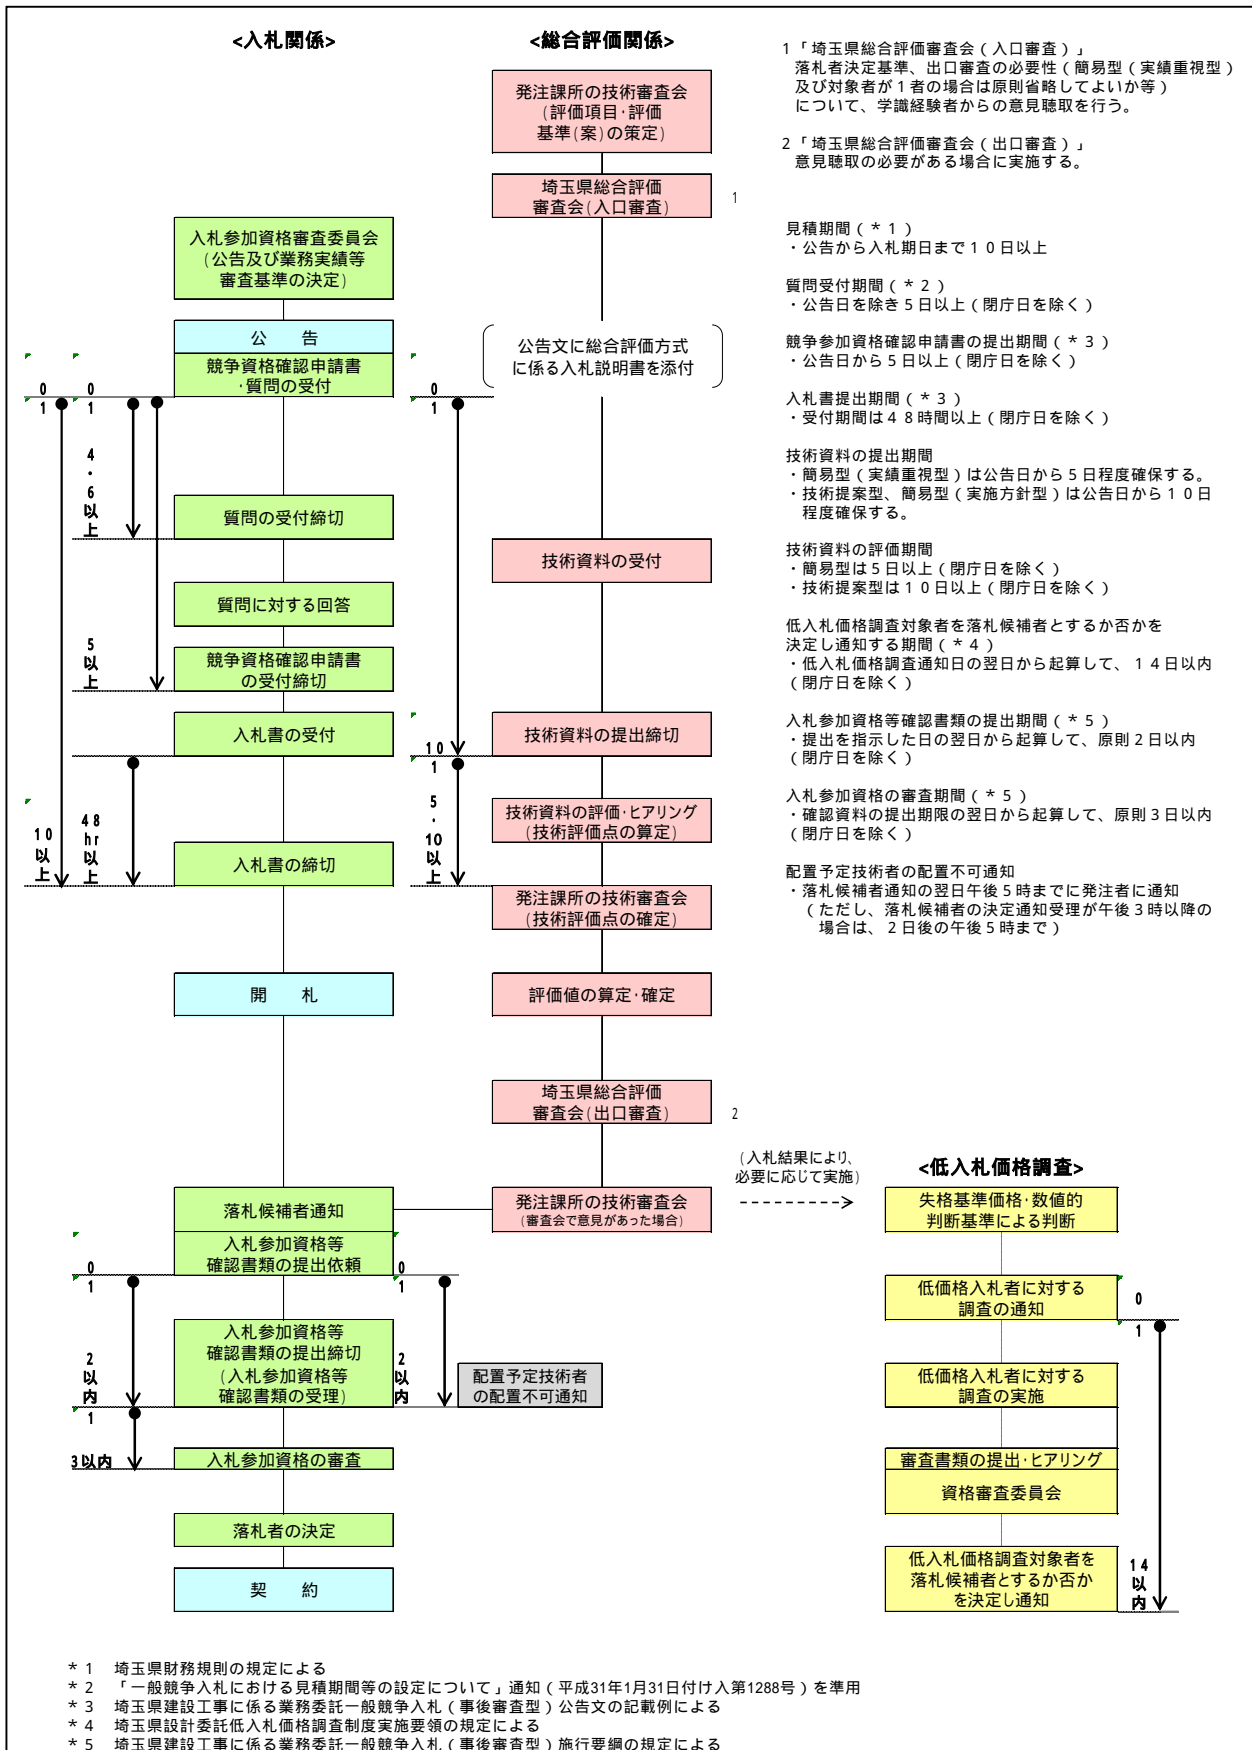 <入札関係>
<総合評価関係>
発注課所の技術審査会
(評価項目･評価
基準(案)の策定)
埼玉県総合評価
審査会(入口審査)
1
入札参加資格審査委員会
(公告及び業務実績等
審査基準の決定)
公　告
競争資格確認申請書
･質問の受付
公告文に総合評価方式
に係る入札説明書を添付
0
1
0
1
0
1
4
・
6
以
上
質問の受付締切
技術資料の受付
質問に対する回答
5
以
上
競争資格確認申請書
の受付締切
入札書の受付
技術資料の提出締切
10
1
技術資料の評価･ヒアリング
(技術評価点の算定)
5
・
10
以
上
10
以
上
48
hr
以
上
入札書の締切
発注課所の技術審査会
(技術評価点の確定)
開　札
評価値の算定･確定
埼玉県総合評価
審査会(出口審査)
2
(入札結果により、
必要に応じて実施)
落札候補者通知
発注課所の技術審査会
(審査会で意見があった場合)
入札参加資格等
確認書類の提出依頼
0
1
0
1
入札参加資格等
確認書類の提出締切
(入札参加資格等
確認書類の受理)
2
以
内
2
以
内
配置予定技術者
の配置不可通知
1
3以内
入札参加資格の審査
落札者の決定
契　約
<低入札価格調査>
失格基準価格･数値的
判断基準による判断
低価格入札者に対する
調査の通知
0
1
低価格入札者に対する
調査の実施
審査書類の提出･ヒアリング
資格審査委員会
低入札価格調査対象者を
落札候補者とするか否か
を決定し通知
14
以
内
1「埼玉県総合評価審査会（入口審査）」
落札者決定基準、出口審査の必要性（簡易型（実績重視型）
及び対象者が１者の場合は原則省略してよいか等）
について、学識経験者からの意見聴取を行う。
2「埼玉県総合評価審査会（出口審査）」
意見聴取の必要がある場合に実施する。
見積期間（＊１）
・公告から入札期日まで１０日以上
質問受付期間（＊２）
・公告日を除き５日以上（閉庁日を除く）
競争参加資格確認申請書の提出期間（＊３）
・公告日から５日以上（閉庁日を除く）
入札書提出期間（＊３）
・受付期間は４８時間以上（閉庁日を除く）
技術資料の提出期間
・簡易型（実績重視型）は公告日から５日程度確保する。
・技術提案型、簡易型（実施方針型）は公告日から１０日
程度確保する。
技術資料の評価期間
・簡易型は５日以上（閉庁日を除く）
・技術提案型は１０日以上（閉庁日を除く）
低入札価格調査対象者を落札候補者とするか否かを
決定し通知する期間（＊４）
・低入札価格調査通知日の翌日から起算して、１４日以内
（閉庁日を除く）
入札参加資格等確認書類の提出期間（＊５）
・提出を指示した日の翌日から起算して、原則２日以内
（閉庁日を除く）
入札参加資格の審査期間（＊５）
・確認資料の提出期限の翌日から起算して、原則３日以内
（閉庁日を除く）
配置予定技術者の配置不可通知
・落札候補者通知の翌日午後５時までに発注者に通知
（ただし、落札候補者の決定通知受理が午後３時以降の
場合は、２日後の午後５時まで）
＊１　埼玉県財務規則の規定による
＊２　「一般競争入札における見積期間等の設定について」通知（平成31年1月31日付け入第1288号）を準用
＊３　埼玉県建設工事に係る業務委託一般競争入札（事後審査型）公告文の記載例による
＊４　埼玉県設計委託低入札価格調査制度実施要領の規定による
＊５　埼玉県建設工事に係る業務委託一般競争入札（事後審査型）施行要綱の規定による